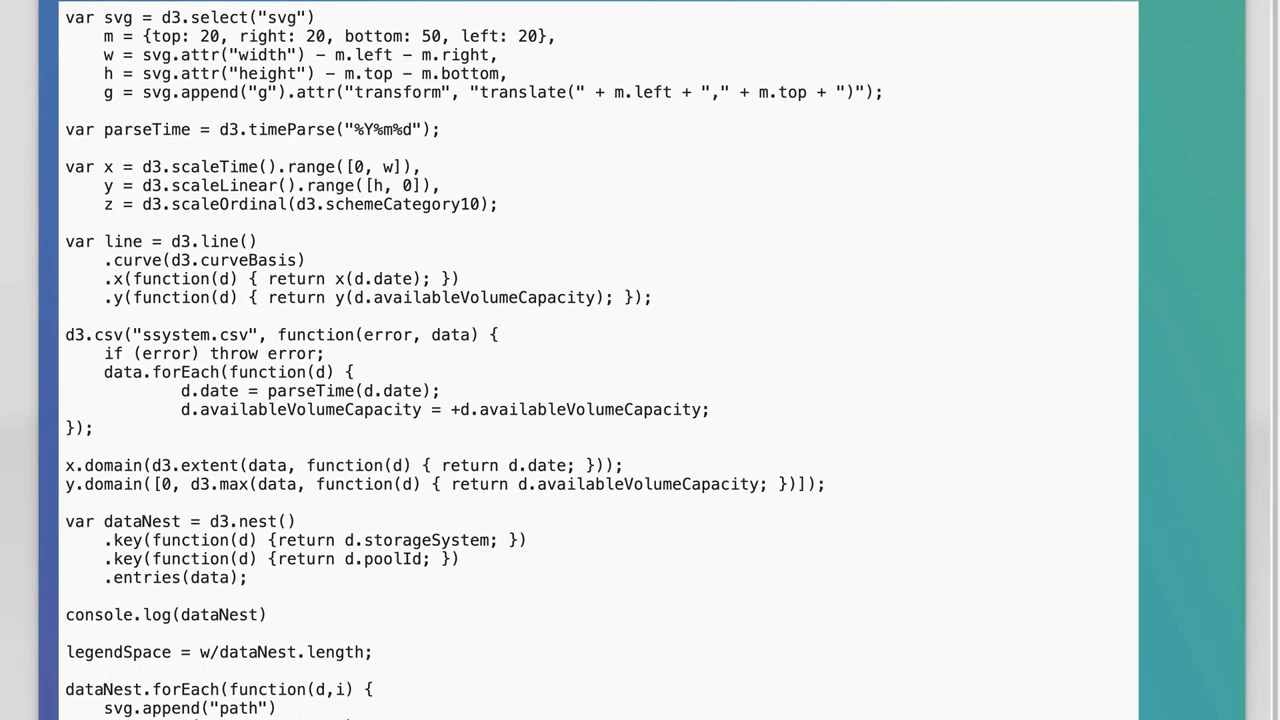 var svg = d3.select("svg")
    m = {top: 20, right: 20, bottom: 50, left: 20},
    w = svg.attr("width") - m.left - m.right,
    h = svg.attr("height") - m.top - m.bottom,
    g = svg.append("g").attr("transform", "translate(" + m.left + "," + m.top + ")");

var parseTime = d3.timeParse("%Y%m%d");

var x = d3.scaleTime().range([0, w]),
    y = d3.scaleLinear().range([h, 0]),
    z = d3.scaleOrdinal(d3.schemeCategory10);

var line = d3.line()
    .curve(d3.curveBasis)
    .x(function(d) { return x(d.date); })
    .y(function(d) { return y(d.availableVolumeCapacity); });

d3.csv("ssystem.csv", function(error, data) {
    if (error) throw error;
    data.forEach(function(d) {
            d.date = parseTime(d.date);
            d.availableVolumeCapacity = +d.availableVolumeCapacity;
});

x.domain(d3.extent(data, function(d) { return d.date; }));
y.domain([0, d3.max(data, function(d) { return d.availableVolumeCapacity; })]);

var dataNest = d3.nest()
    .key(function(d) {return d.storageSystem; })
    .key(function(d) {return d.poolId; })
    .entries(data);

console.log(dataNest)

legendSpace = w/dataNest.length;

dataNest.forEach(function(d,i) {
    svg.append("path")